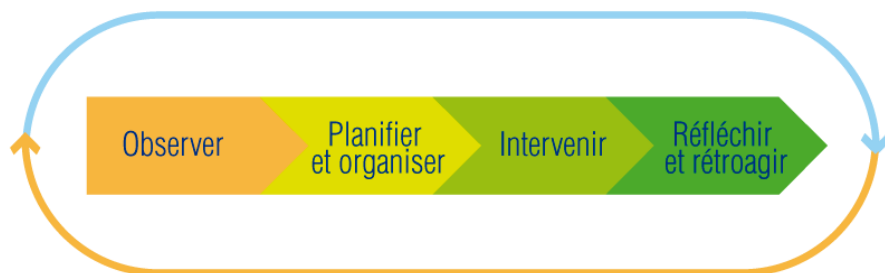 Observer
Planifier
et organiser
Intervenir
Réfléchir
et rétroagir